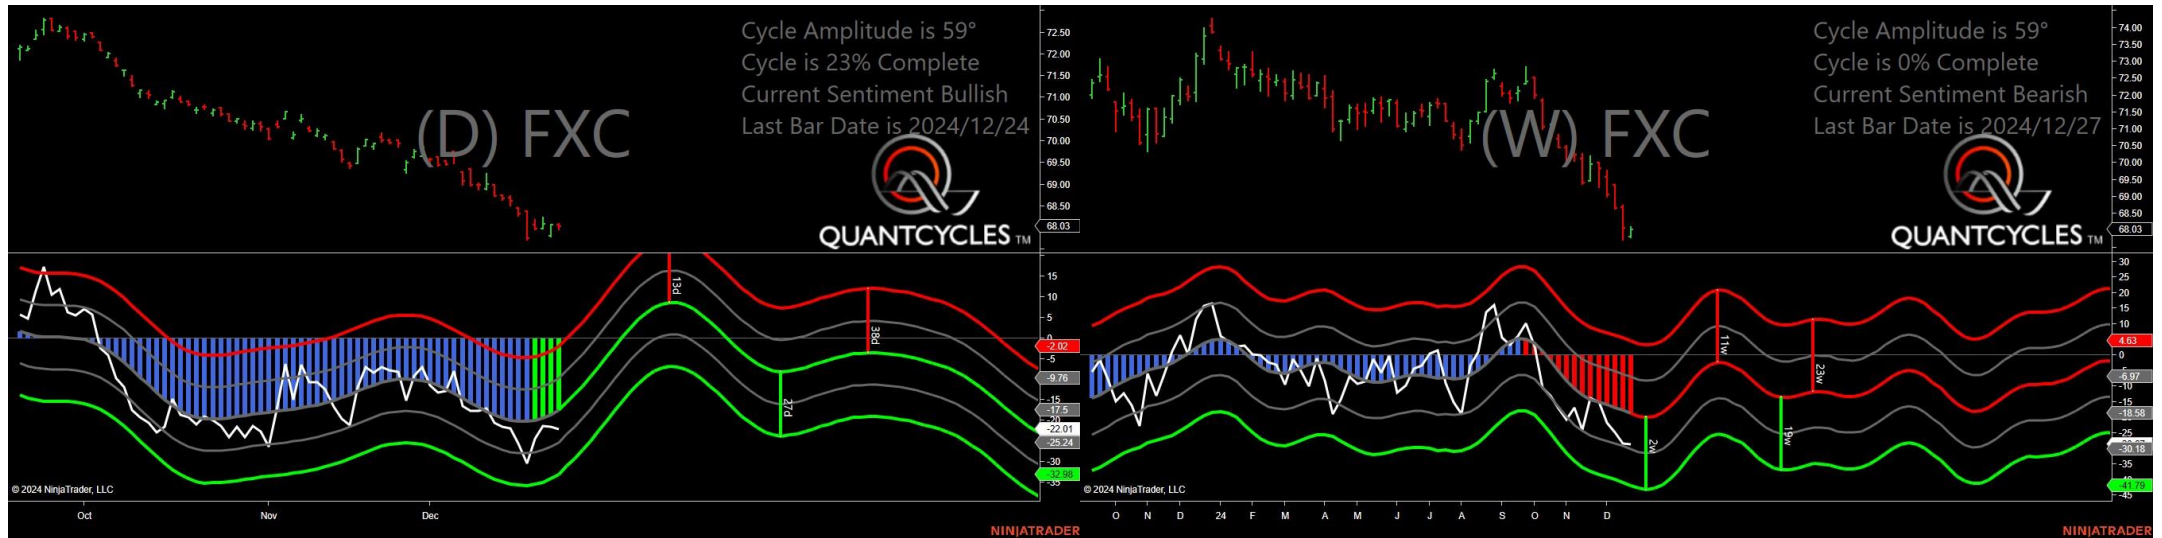 Cycle Amplitude is 59°
Cycle is 23% Complete
Current Sentiment Bullish
Last Bar Date is 2024/12/24
(D) FXC
QUANTCYCLES TM
72.50
72.00
71.50
71.00
70.50
70.00
69.50
69.00
68.50
68.03
13d
38d
27d
15
10
5
0
-2.02
-5
-9.76
-15
-17.5
-22.01
-25.24
-30
-32.98
-35
© 2024 NinjaTrader, LLC
Oct
Nov
Dec
NINJATRADER
Cycle Amplitude is 59°
Cycle is 0% Complete
Current Sentiment Bearish
Last Bar Date is 2024/12/27
(W) FXC
QUANTCYCLES TM
74.00
73.50
73.00
72.50
72.00
71.50
71.00
70.50
70.00
69.50
69.00
68.50
68.03
11w
23w
2w
19w
30
25
20
15
10
4.63
0
-6.97
-10
-15
-18.58
-25
-30.18
-35
-41.79
-45
© 2024 NinjaTrader, LLC
O N D 24 F M A M J J A S O N D
NINJATRADER